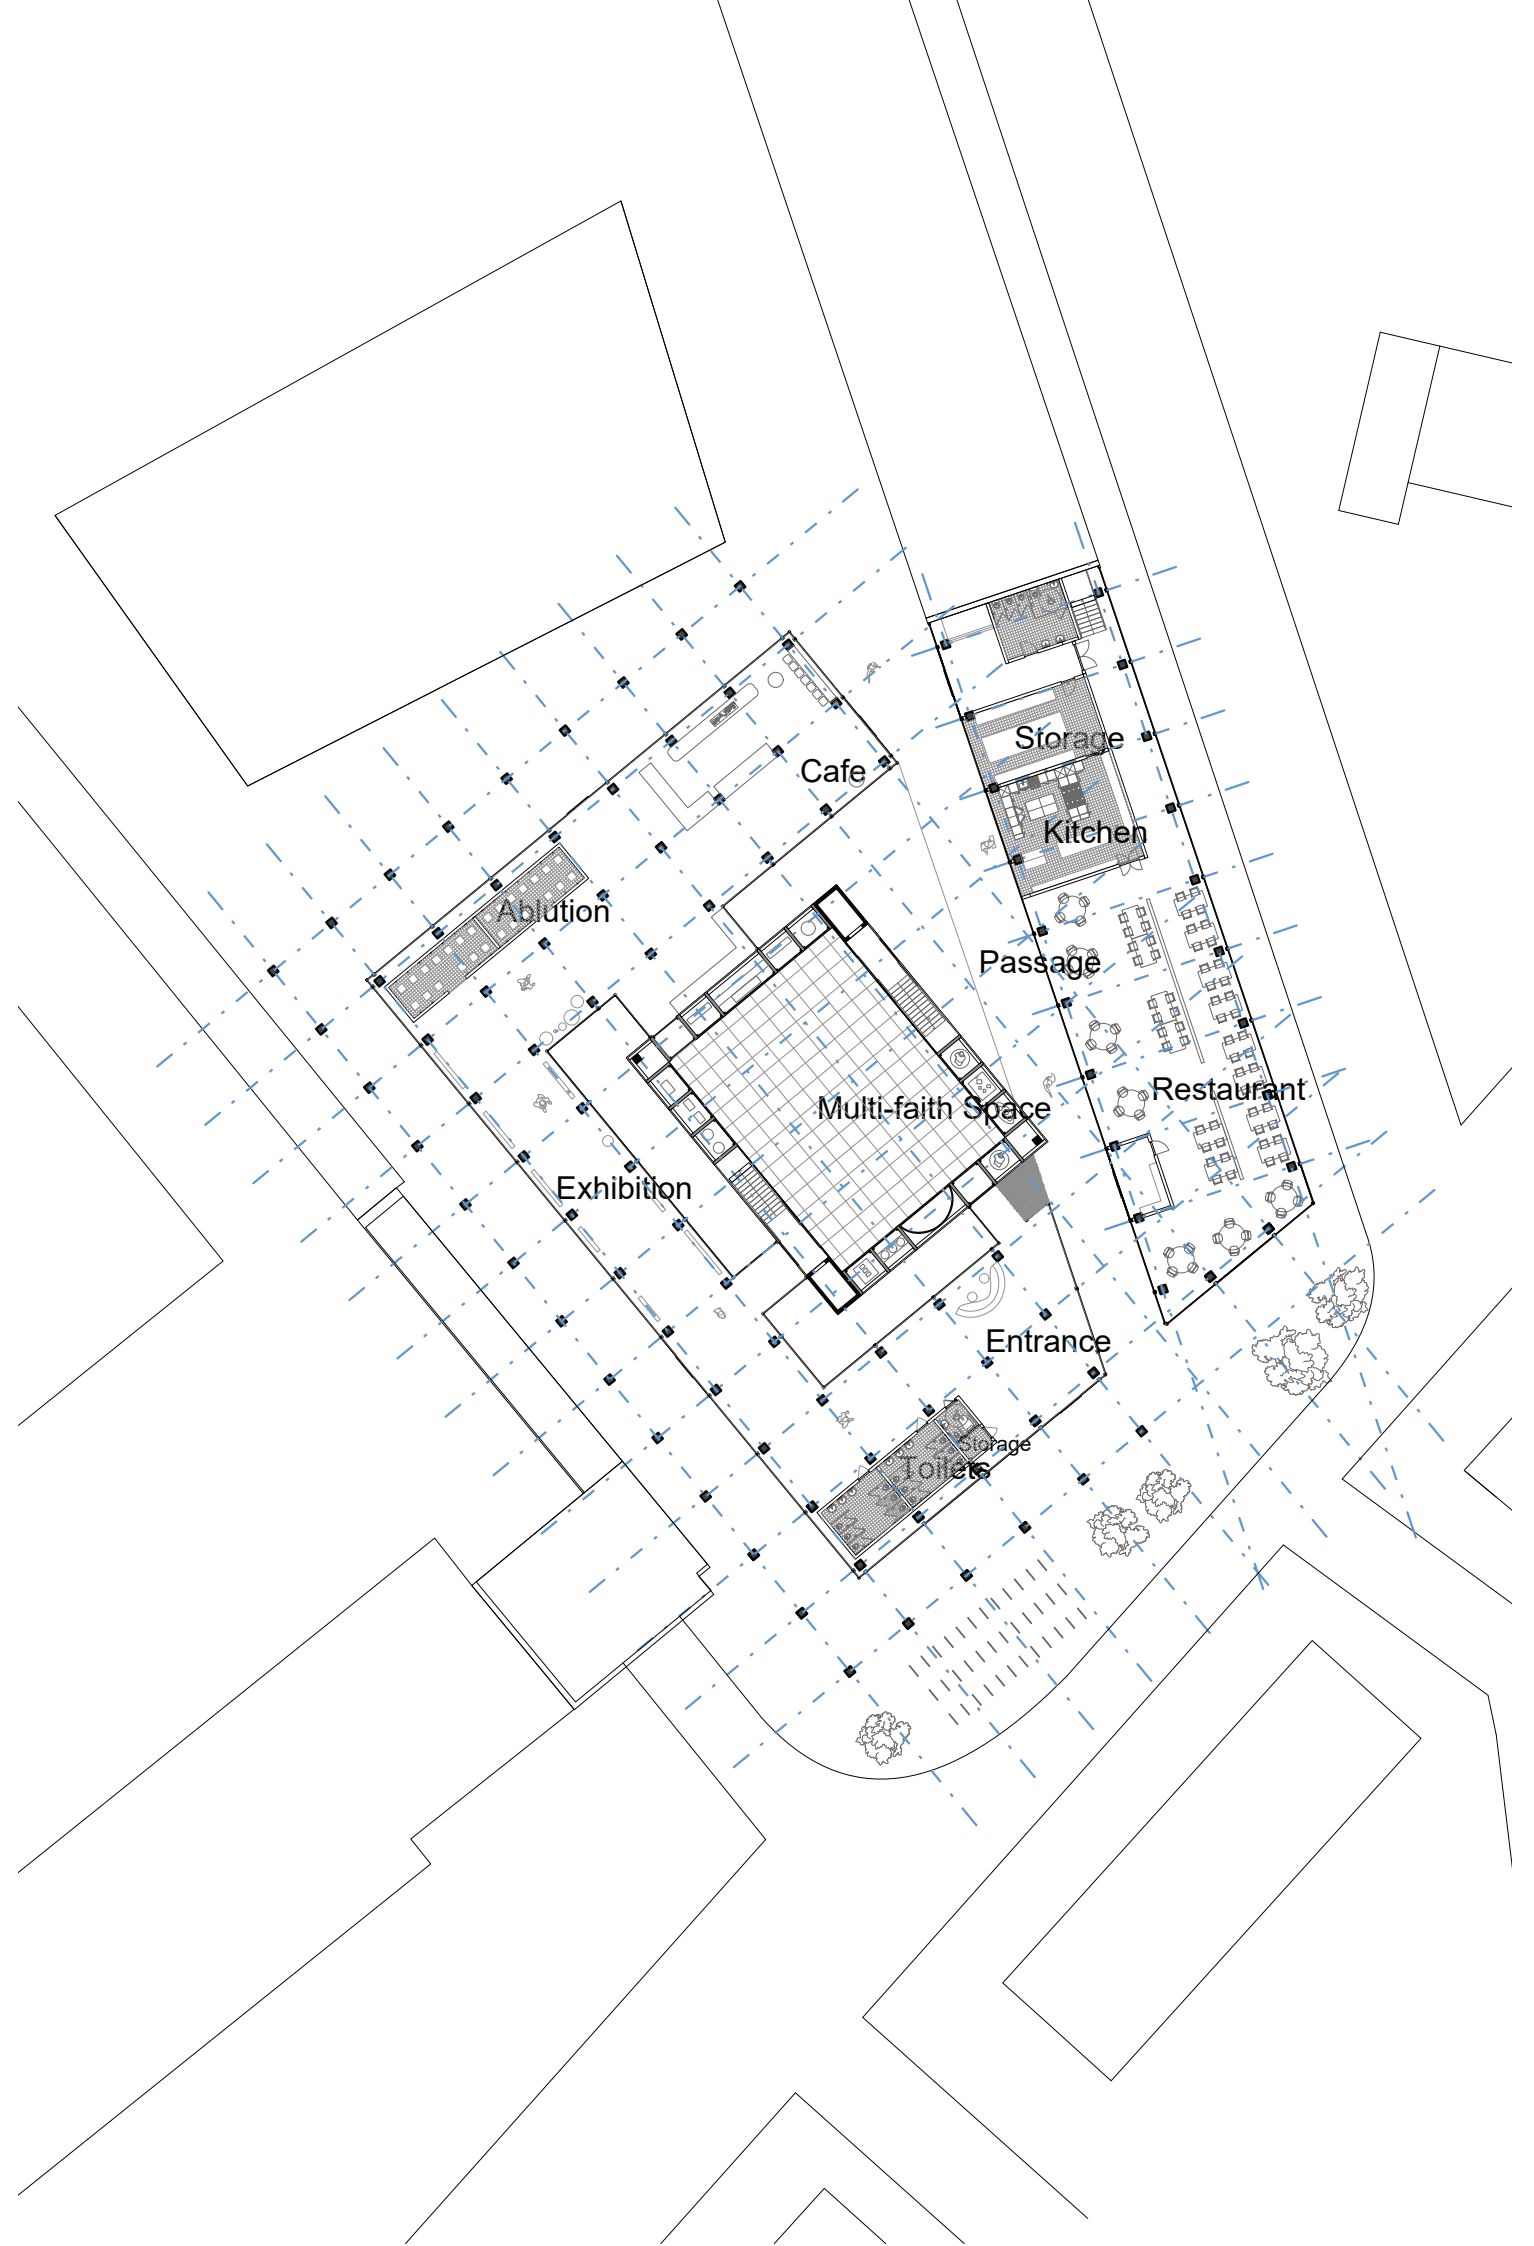 Storage
Cafe
Kitchen
Ablution
Passage
Restaurant
Multi-faith Space
Exhibition
Entrance
Storage
Toilets